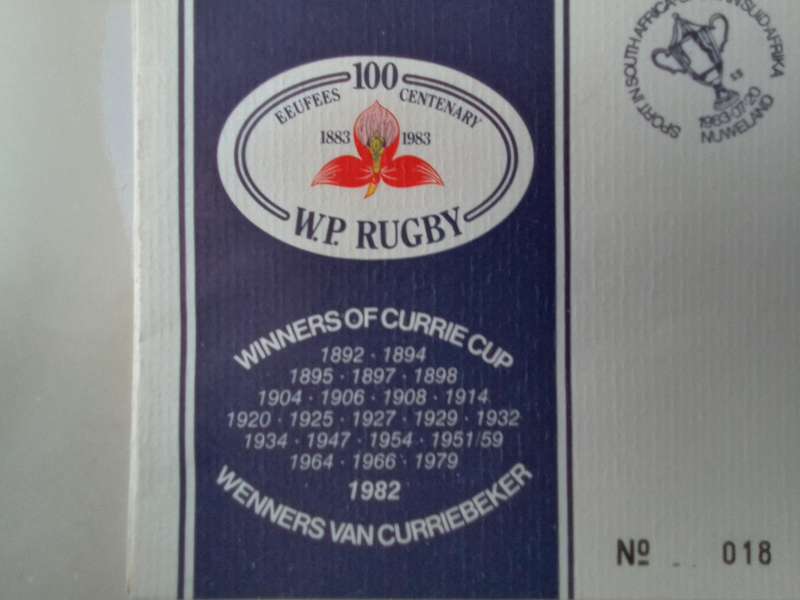 100
EEUFEES CENTENARY
1883 1983
W.P. RUGBY
WINNERS OF CURRIE CUP
1892 · 1894
1895 · 1897 · 1898
1904 · 1906 · 1908 · 1914
1920 · 1925 · 1927 · 1929 · 1932
1934 · 1947 · 1954 · 1951/59
1964 · 1966 · 1979
1982
WENNERS VAN CURRIEBEKER
SPORT IN SOUTH AFRICA SUID-AFRIKA
1983·07·20
NUWELAND
Nº 018